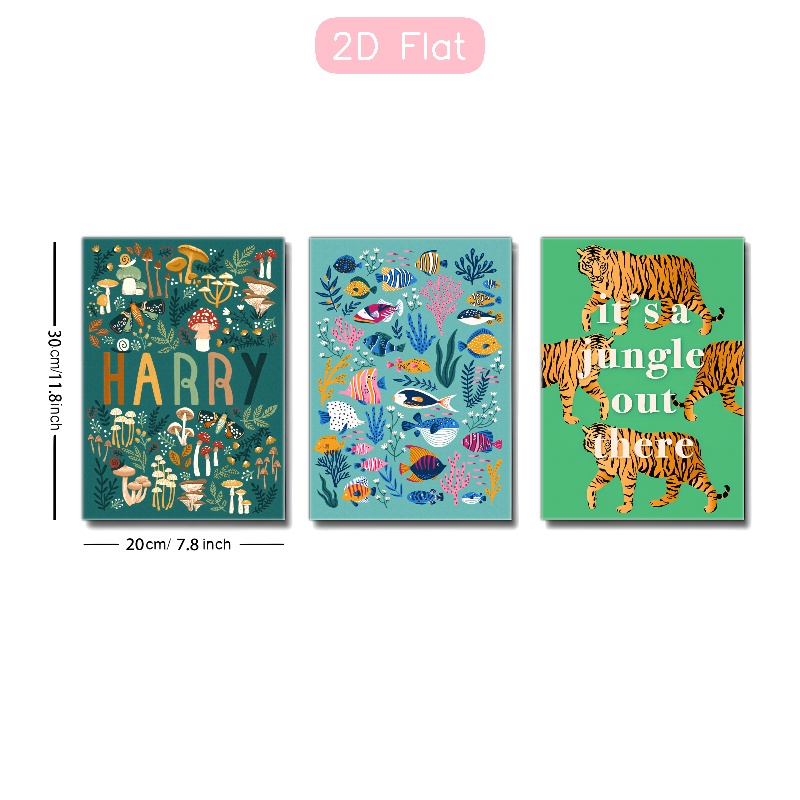 2D Flat
30cm/11.8inch
HARRY
it's a
jungle
out
there
20cm/ 7.8 inch